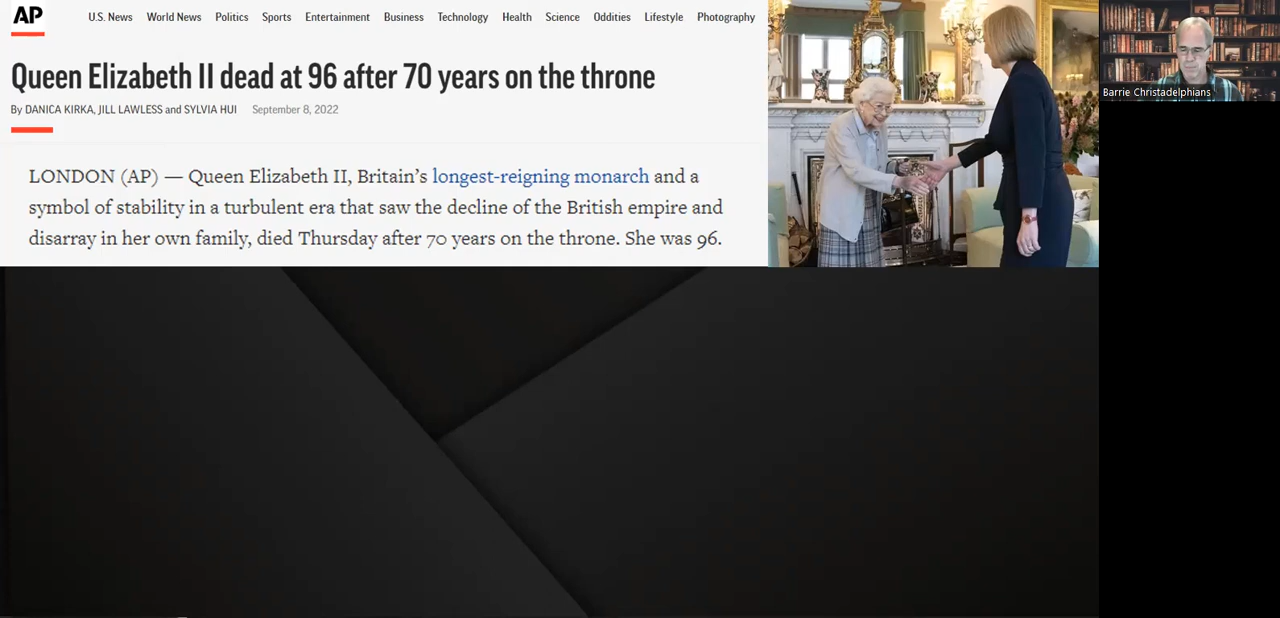 AP
U.S. News World News Politics Sports Entertainment Business Technology Health Science Oddities Lifestyle Photography
Queen Elizabeth II dead at 96 after 70 years on the throne
By DANICA KIRKA, JILL LAWLESS and SYLVIA HUI September 8, 2022
LONDON (AP) — Queen Elizabeth II, Britain’s longest-reigning monarch and a
symbol of stability in a turbulent era that saw the decline of the British empire and
disarray in her own family, died Thursday after 70 years on the throne. She was 96.
Barrie Christadelphians